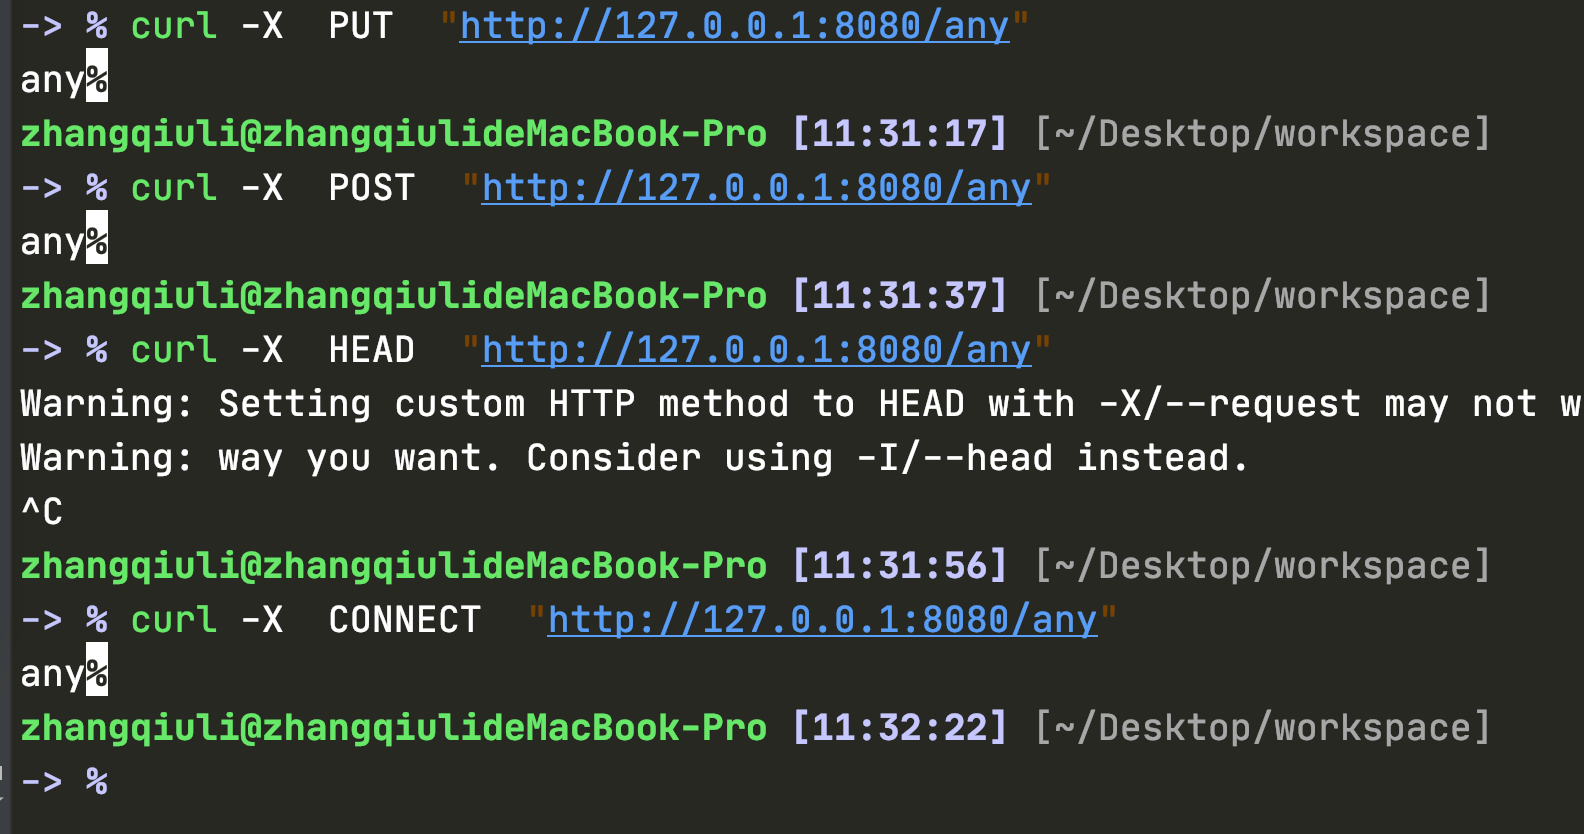 -> % curl -X  PUT  "http://127.0.0.1:8080/any"
any%
zhangqiuli@zhangqiulideMacBook-Pro [11:31:17] [~/Desktop/workspace]
-> % curl -X  POST  "http://127.0.0.1:8080/any"
any%
zhangqiuli@zhangqiulideMacBook-Pro [11:31:37] [~/Desktop/workspace]
-> % curl -X  HEAD  "http://127.0.0.1:8080/any"
Warning: Setting custom HTTP method to HEAD with -X/--request may not w
Warning: way you want. Consider using -I/--head instead.
^C
zhangqiuli@zhangqiulideMacBook-Pro [11:31:56] [~/Desktop/workspace]
-> % curl -X  CONNECT  "http://127.0.0.1:8080/any"
any%
zhangqiuli@zhangqiulideMacBook-Pro [11:32:22] [~/Desktop/workspace]
-> %